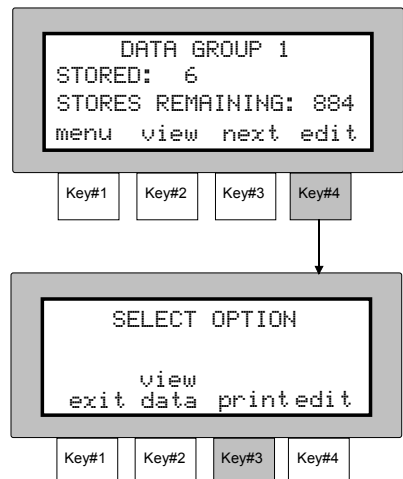 DATA GROUP 1
STORED: 6
STORES REMAINING: 884
menu view next edit
Key#1 Key#2 Key#3 Key#4
SELECT OPTION
view
exit data print edit
Key#1 Key#2 Key#3 Key#4